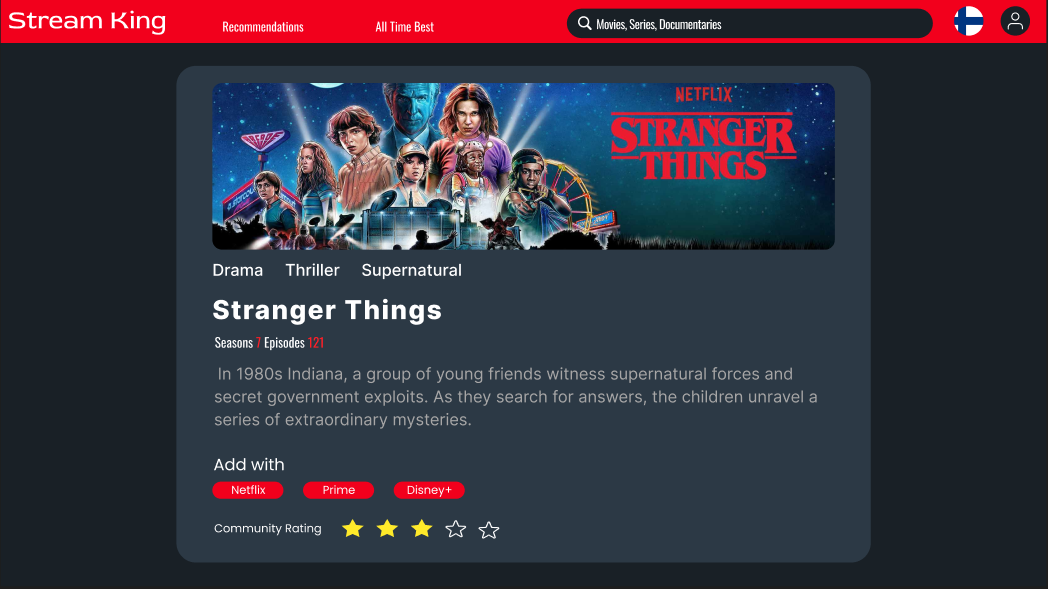 Stream King
Recommendations
All Time Best
Movies, Series, Documentaries
NETFLIX
STRANGER
THINGS
ARCADE
Drama Thriller Supernatural
Stranger Things
Seasons 7 Episodes 121
In 1980s Indiana, a group of young friends witness supernatural forces and
secret government exploits. As they search for answers, the children unravel a
series of extraordinary mysteries.
Add with
Netflix Prime Disney+
Community Rating